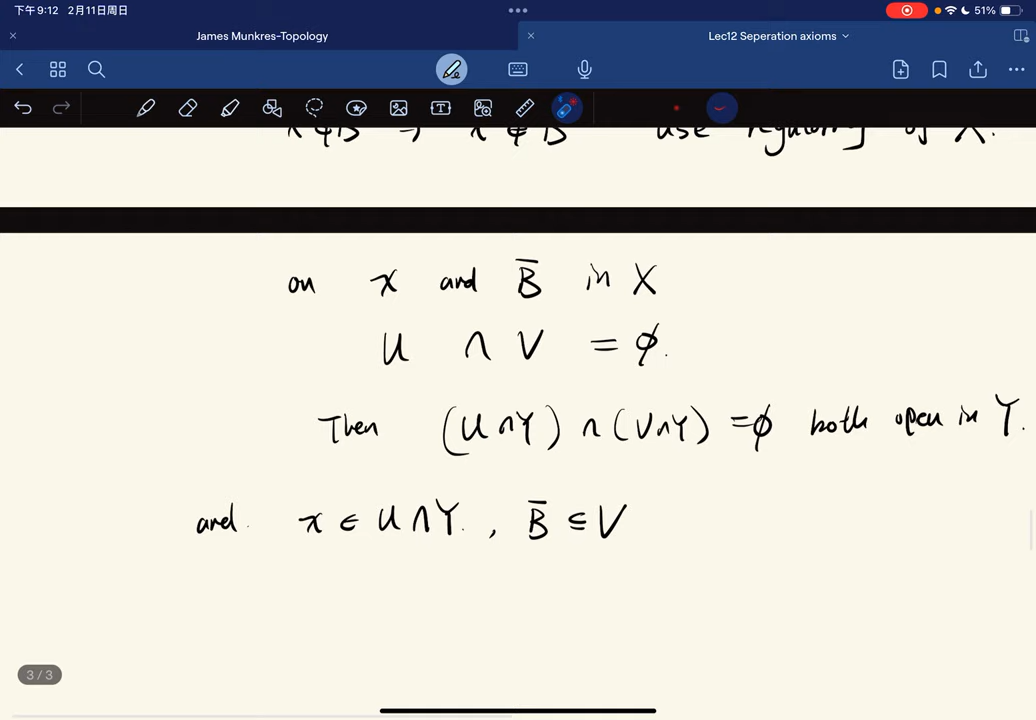 下午9:12 2月11日周日
51%
James Munkres-Topology
Lec12 Seperation axioms
on x and B̅ in X
U ∩ V = ϕ.
Then (U ∩ Y) ∩ (V ∩ Y) = ϕ both open in Y.
and. x ∈ U ∩ Y. , B̅ ⊆ V
3 / 3